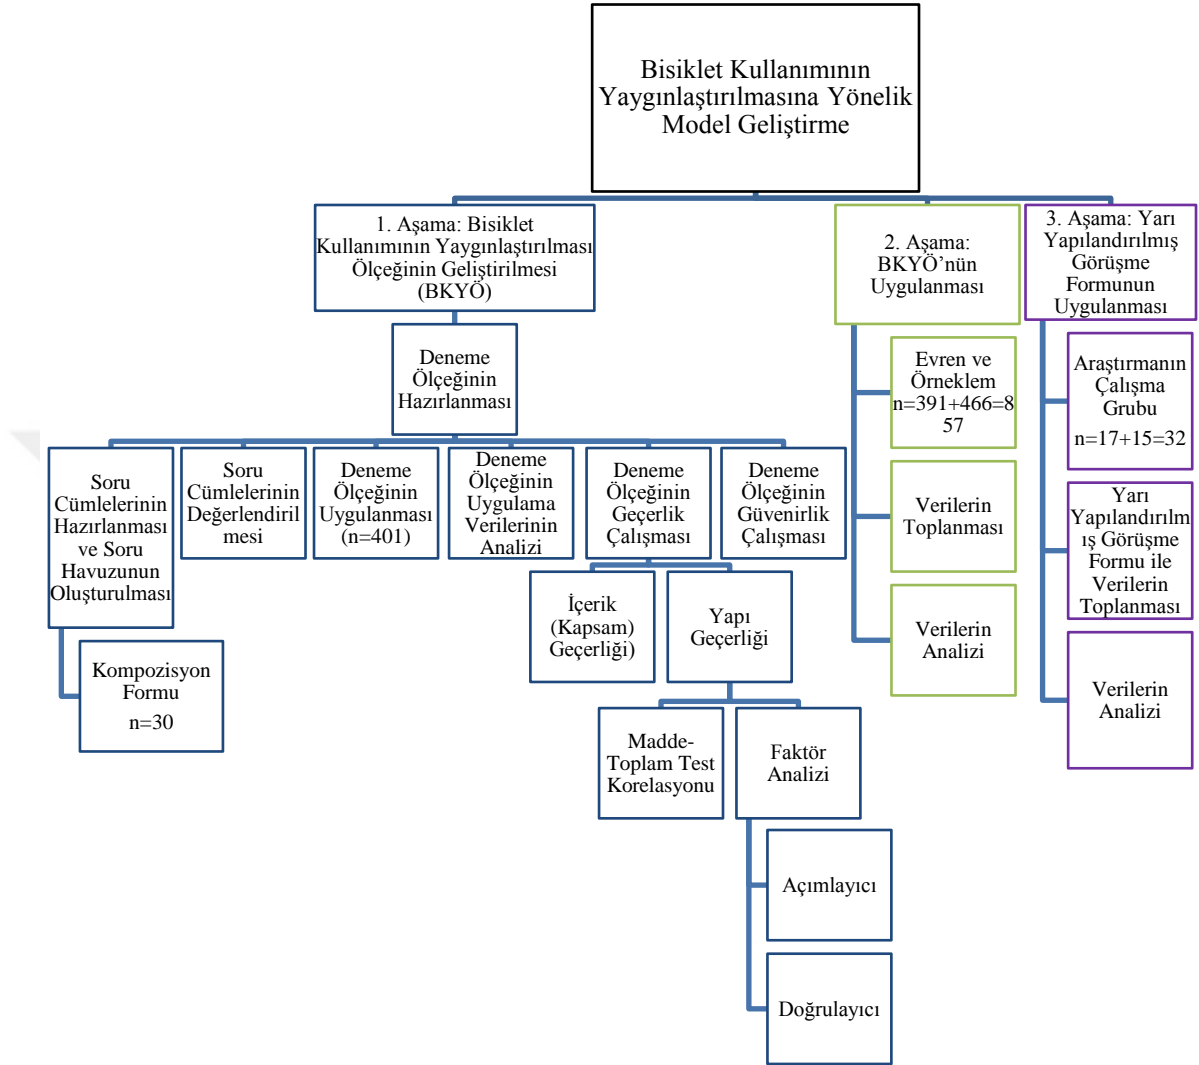 Bisiklet Kullanımının
Yaygınlaştırılmasına Yönelik
Model Geliştirme
1. Aşama: Bisiklet
Kullanımının Yaygınlaştırılması
Ölçeğinin Geliştirilmesi
(BKYÖ)
Deneme
Ölçeğinin
Hazırlanması
Soru
Cümlelerinin
Hazırlanması
ve Soru
Havuzunun
Oluşturulması
Kompozisyon
Formu
n=30
Soru
Cümlelerinin
Değerlendiril
mesi
Deneme
Ölçeğinin
Uygulanması
(n=401)
Deneme
Ölçeğinin
Uygulama
Verilerinin
Analizi
Deneme
Ölçeğinin
Geçerlik
Çalışması
İçerik
(Kapsam)
Geçerliği)
Yapı
Geçerliği
Madde-
Toplam Test
Korelasyonu
Faktör
Analizi
Açımlayıcı
Doğrulayıcı
Deneme
Ölçeğinin
Güvenirlik
Çalışması
2. Aşama:
BKYÖ’nün
Uygulanması
Evren ve
Örneklem
n=391+466=8
57
Verilerin
Toplanması
Verilerin
Analizi
3. Aşama: Yarı
Yapılandırılmış
Görüşme
Formunun
Uygulanması
Araştırmanın
Çalışma
Grubu
n=17+15=32
Yarı
Yapılandırılm
ış Görüşme
Formu ile
Verilerin
Toplanması
Verilerin
Analizi